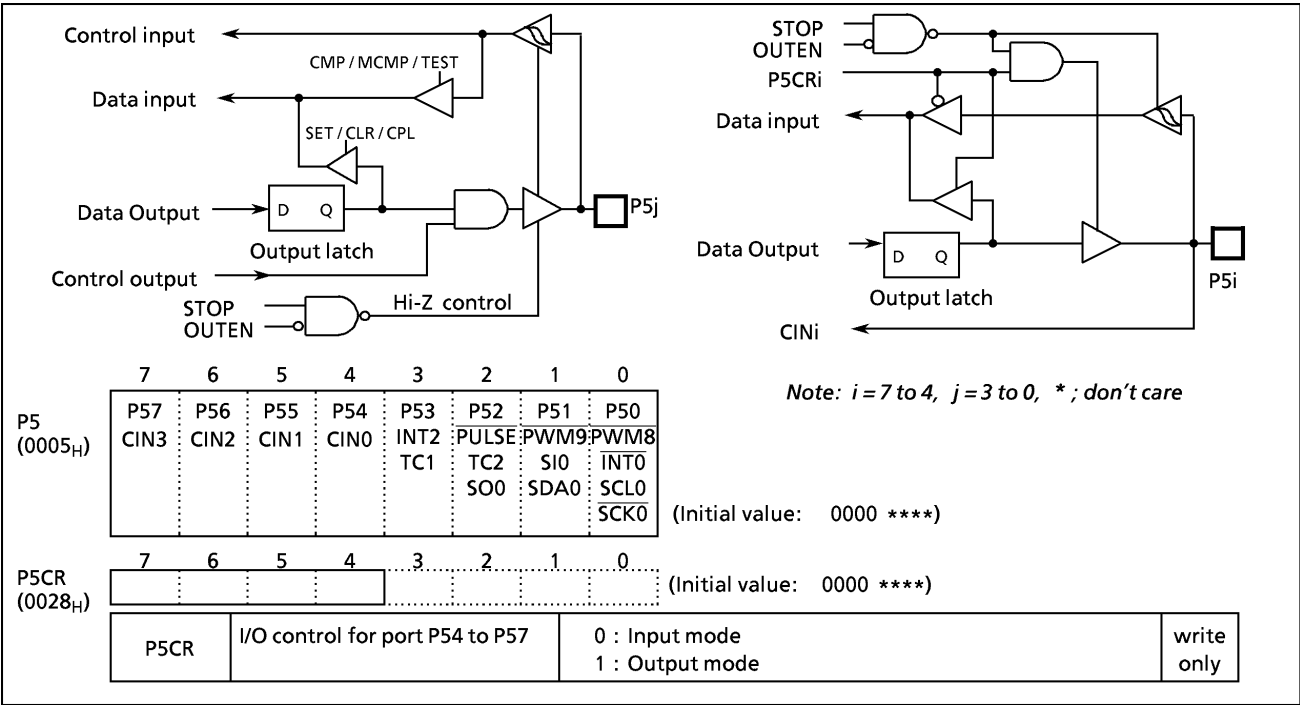 Control input
CMP / MCMP / TEST
Data input
SET / CLR / CPL
Data Output
D Q
P5j
Output latch
Control output
STOP
OUTEN
Hi-Z control
STOP
OUTEN
P5CRi
Data input
Data Output
D Q
Output latch
P5i
CINi
Note: i = 7 to 4, j = 3 to 0, * ; don't care
7 6 5 4 3 2 1 0
P5
(0005H)
P57 P56 P55 P54 P53 P52 P51 P50
CIN3 CIN2 CIN1 CIN0 INT2 PULSE PWM9 PWM8
TC1 TC2 SI0 INT0
SO0 SDA0 SCL0
SCK0
(Initial value: 0000 ****)
7 6 5 4 3 2 1 0
P5CR
(0028H)
(Initial value: 0000 ****)
P5CR
I/O control for port P54 to P57
0 : Input mode
1 : Output mode
write
only